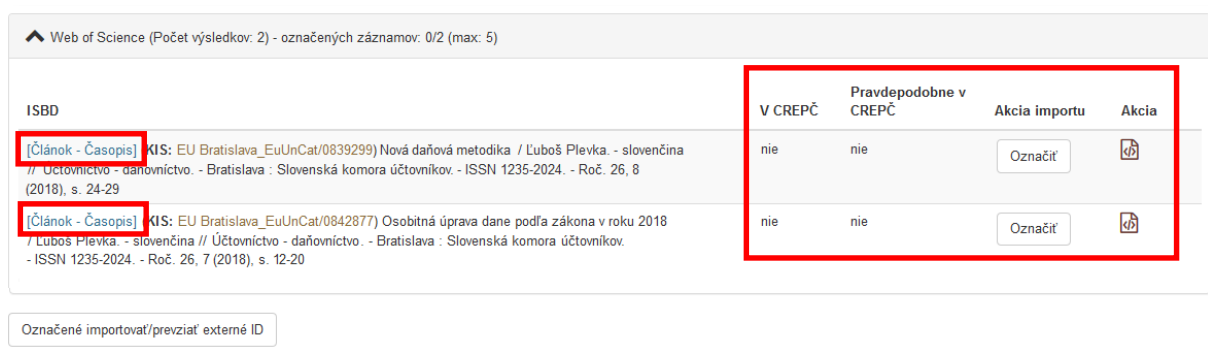 Web of Science (Počet výsledkov: 2) - označených záznamov: 0/2 (max: 5)
ISBD
V CREPČ
Pravdepodobne v
CREPČ
Akcia importu
Akcia
[Článok - Časopis] (KIS: EU Bratislava_EuUnCat/0839299) Nová daňová metodika / Ľuboš Plevka. - slovenčina
// Účtovníctvo - daňovníctvo. - Bratislava : Slovenská komora účtovníkov. - ISSN 1235-2024. - Roč. 26, 8
(2018), s. 24-29
nie
nie
Označiť
[Článok - Časopis] (KIS: EU Bratislava_EuUnCat/0842877) Osobitná úprava dane podľa zákona v roku 2018
/ Ľuboš Plevka. - slovenčina // Účtovníctvo - daňovníctvo. - Bratislava : Slovenská komora účtovníkov.
- ISSN 1235-2024. - Roč. 26, 7 (2018), s. 12-20
nie
nie
Označiť
Označené importovať/prevziať externé ID